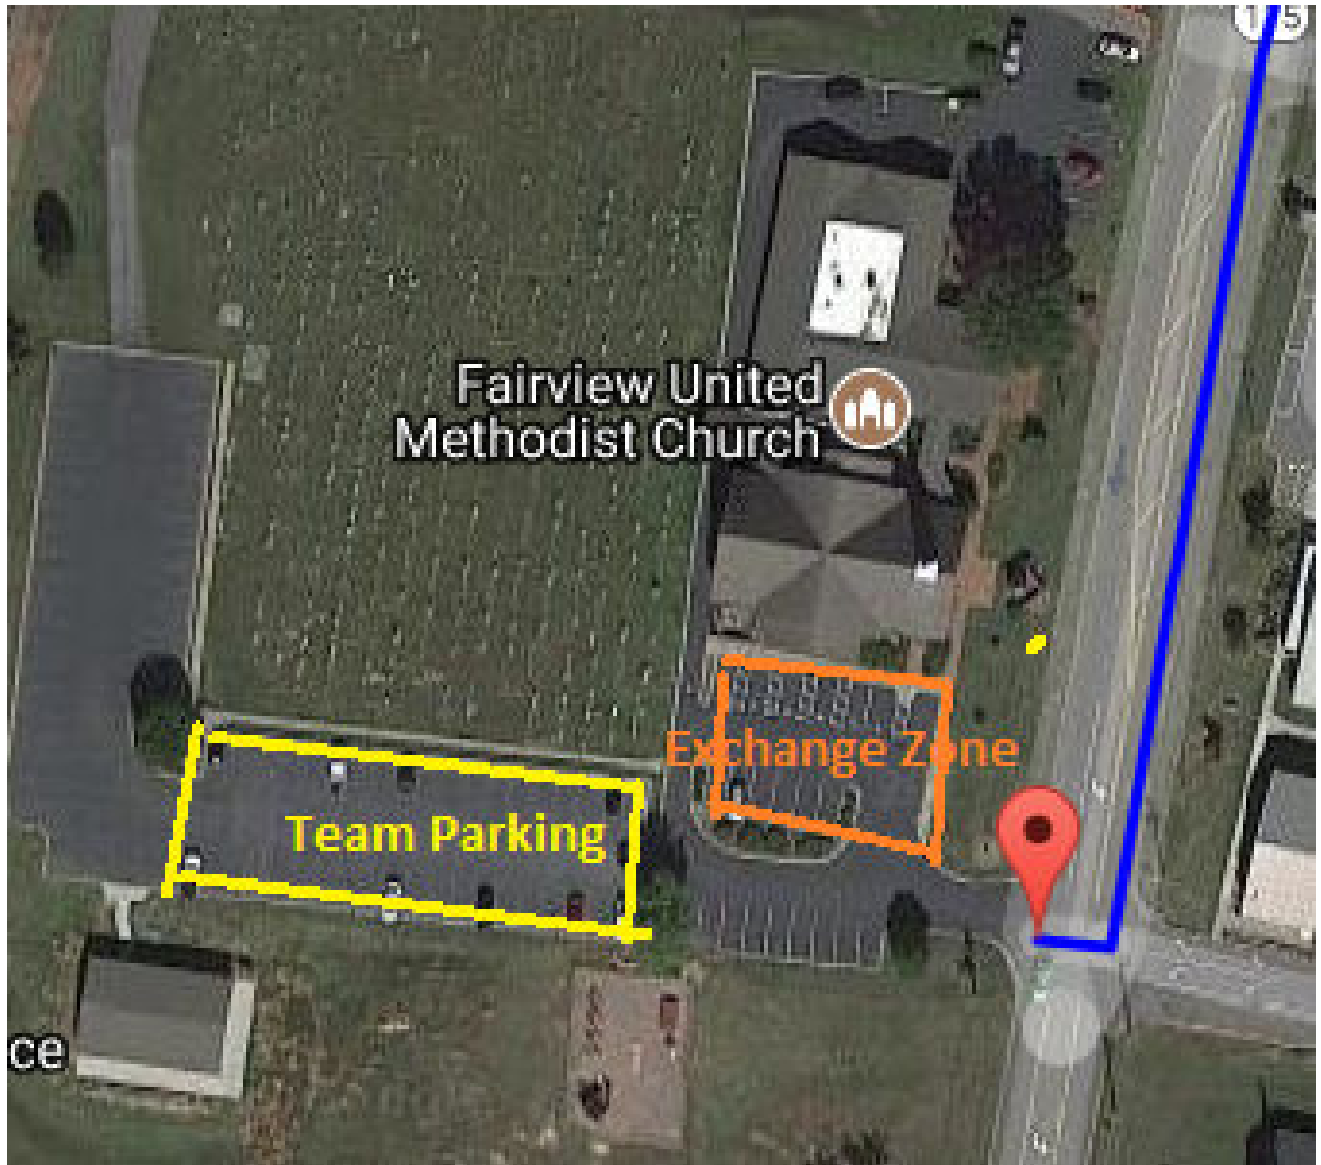 Fairview United
Methodist Church
Exchange Zone
Team Parking
ce